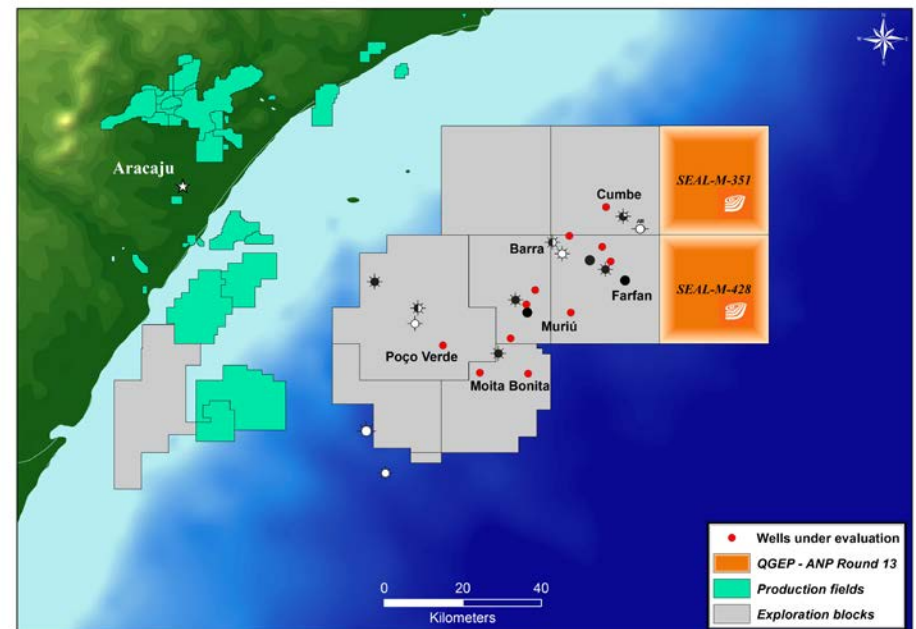 N
W
E
S
Aracaju
SEAL-M-351
Cumbe
Barra
SEAL-M-428
Farfan
Muriú
Poço Verde
Moita Bonita
0 20 40
Kilometers
Wells under evaluation
QGEP - ANP Round 13
Production fields
Exploration blocks